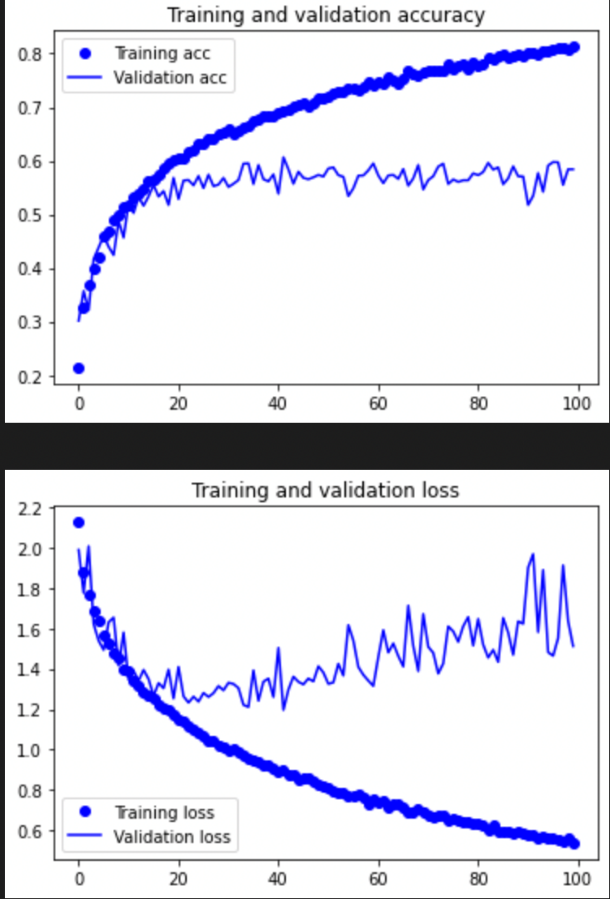 Training and validation accuracy
0.8
Training acc
Validation acc
0.7
0.6
0.5
0.4
0.3
0.2
0 20 40 60 80 100
Training and validation loss
2.2
2.0
1.8
1.6
1.4
1.2
1.0
0.8
Training loss
0.6
Validation loss
0 20 40 60 80 100